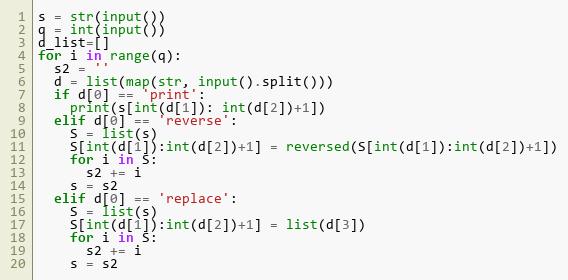 1 s = str(input())
2 q = int(input())
3 d_list=[]
4 for i in range(q):
5   s2 = ''
6   d = list(map(str, input().split()))
7   if d[0] == 'print':
8     print(s[int(d[1]): int(d[2])+1])
9   elif d[0] == 'reverse':
10     S = list(s)
11     S[int(d[1]):int(d[2])+1] = reversed(S[int(d[1]):int(d[2])+1])
12     for i in S:
13       s2 += i
14     s = s2
15   elif d[0] == 'replace':
16     S = list(s)
17     S[int(d[1]):int(d[2])+1] = list(d[3])
18     for i in S:
19       s2 += i
20     s = s2